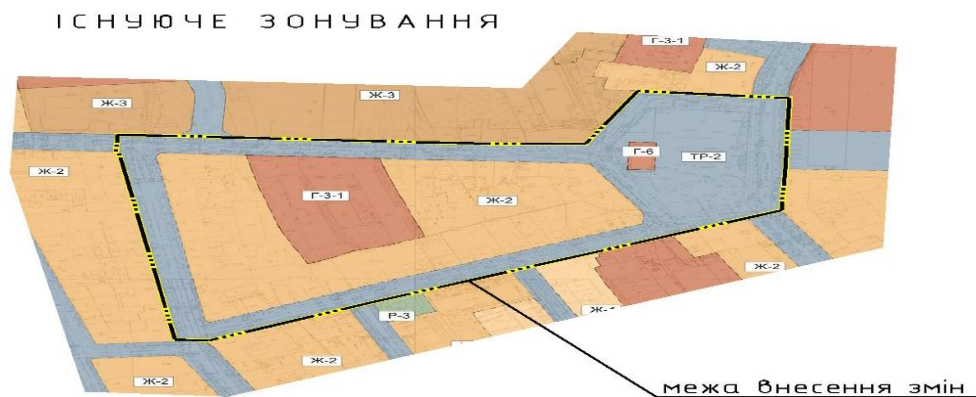 ІСНУЮЧЕ ЗОНУВАННЯ
Г-3-1
Ж-2
Ж-3
Ж-3
Г-6
ТР-2
Ж-2
Г-3-1
Ж-2
Ж-2
Р-3
Ж-2
Ж-2
межа внесення змін